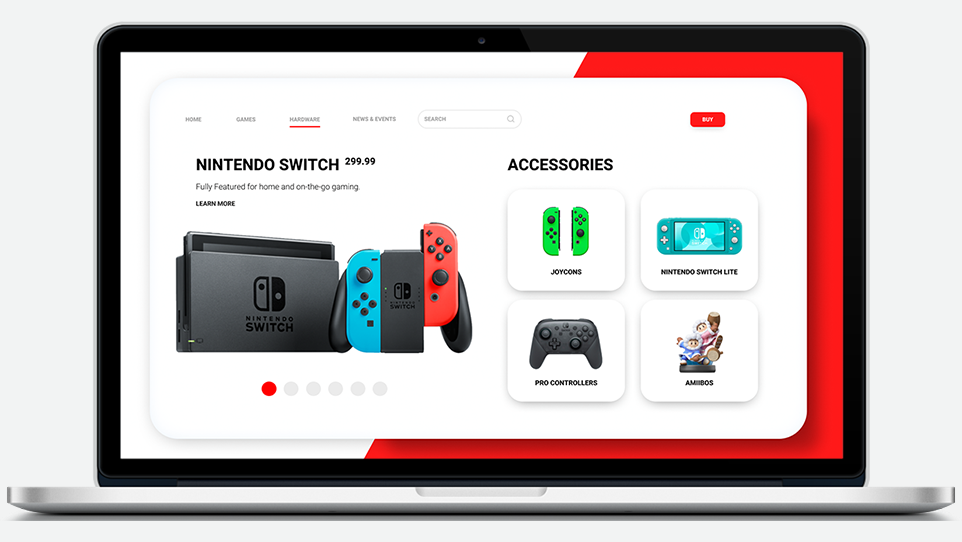 HOME GAMES HARDWARE NEWS & EVENTS SEARCH BUY
NINTENDO SWITCH 299.99
Fully Featured for home and on-the-go gaming.
LEARN MORE
NINTENDO
SWITCH
NINTENDO
SWITCH
ACCESSORIES
JOYCONS
NINTENDO SWITCH LITE
PRO CONTROLLERS
AMIIBOS